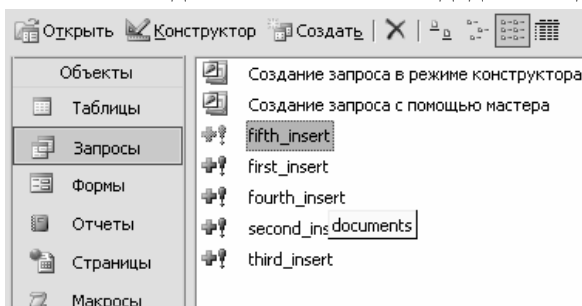 Открыть Конструктор Создать
Объекты
Таблицы
Запросы
Формы
Отчеты
Страницы
Макросы
Создание запроса в режиме конструктора
Создание запроса с помощью мастера
fifth_insert
first_insert
fourth_insert
second_ins documents
third_insert